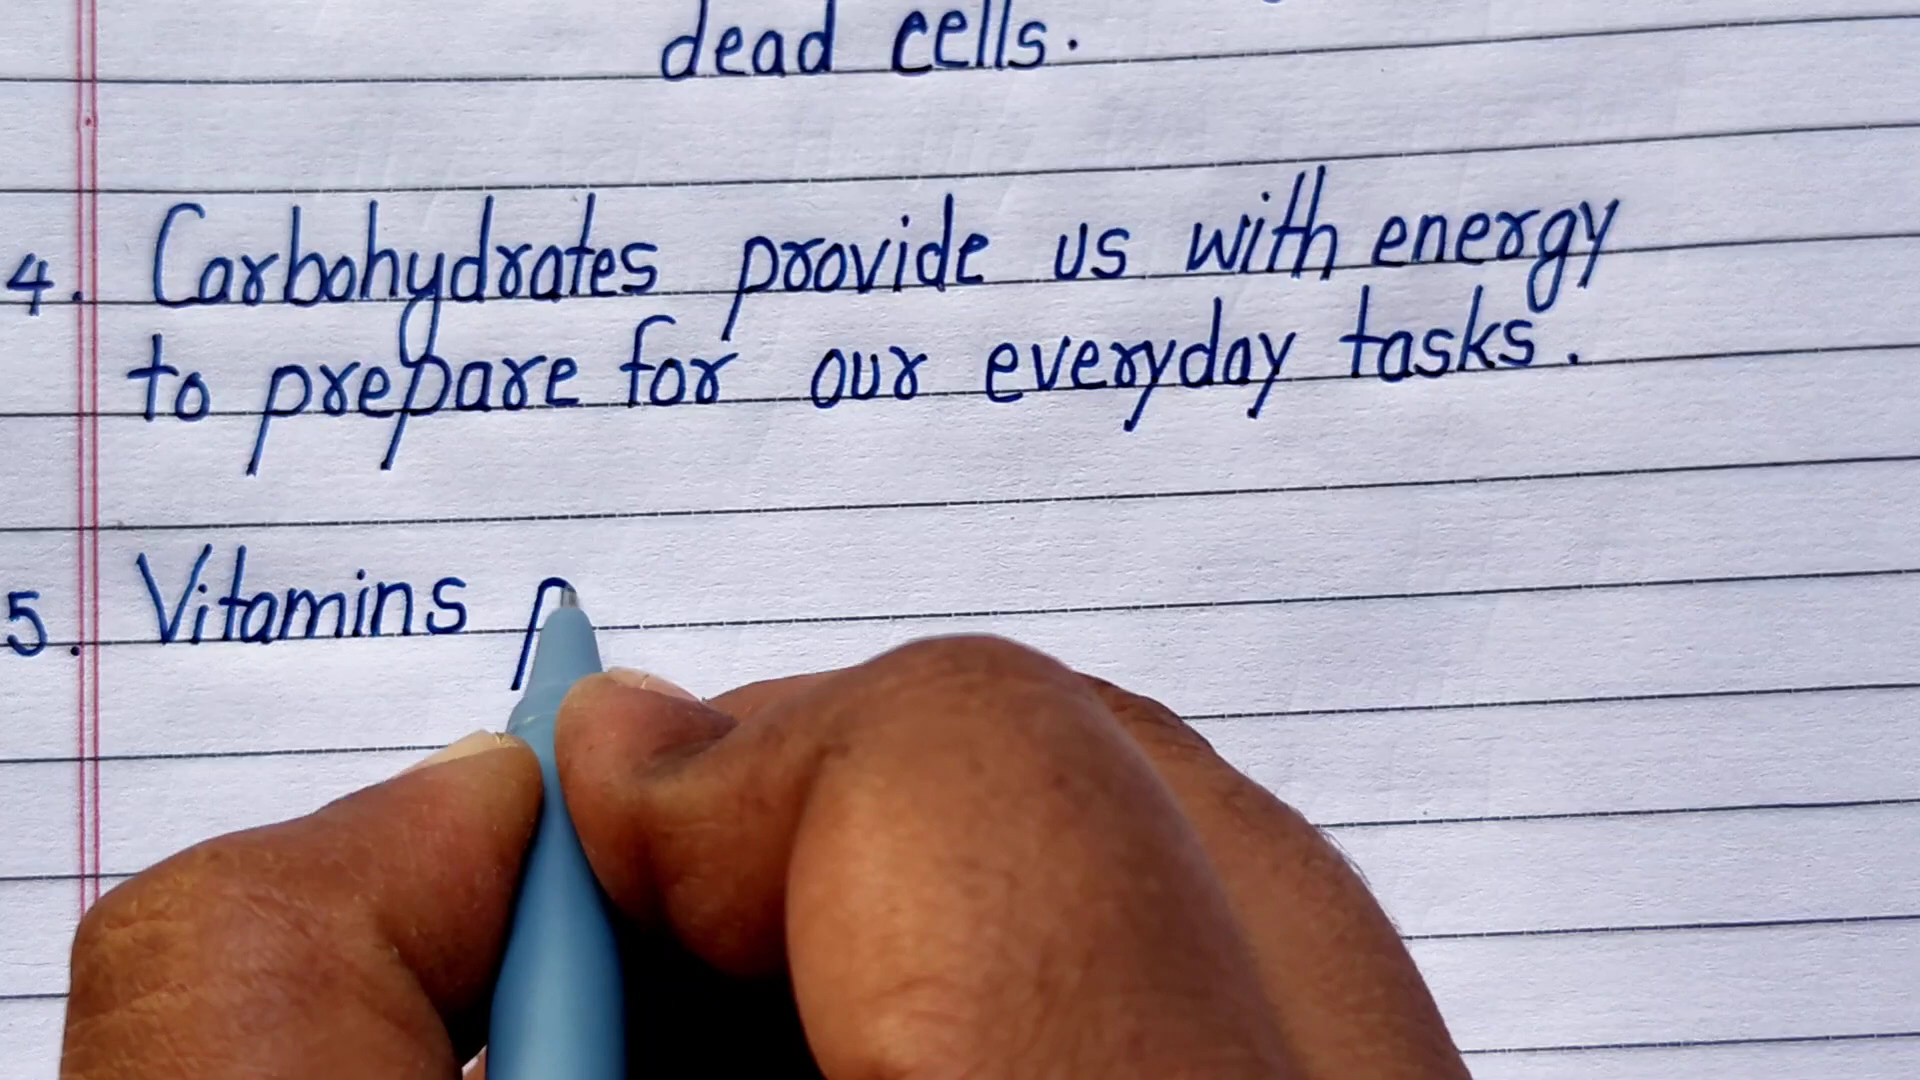 dead cells.
4. Carbohydrates provide us with energy
to prepare for our everyday tasks.
5. Vitamins